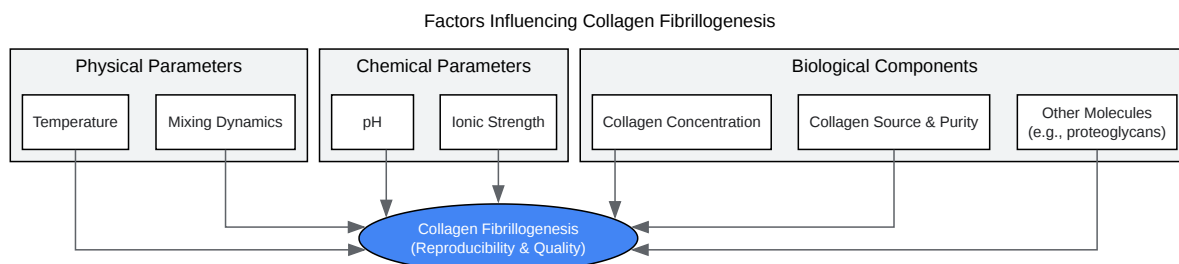 Factors Influencing Collagen Fibrillogenesis
Physical Parameters
Chemical Parameters
Biological Components
Temperature
Mixing Dynamics
pH
Ionic Strength
Collagen Concentration
Collagen Source & Purity
Other Molecules
(e.g., proteoglycans)
Collagen Fibrillogenesis
(Reproducibility & Quality)